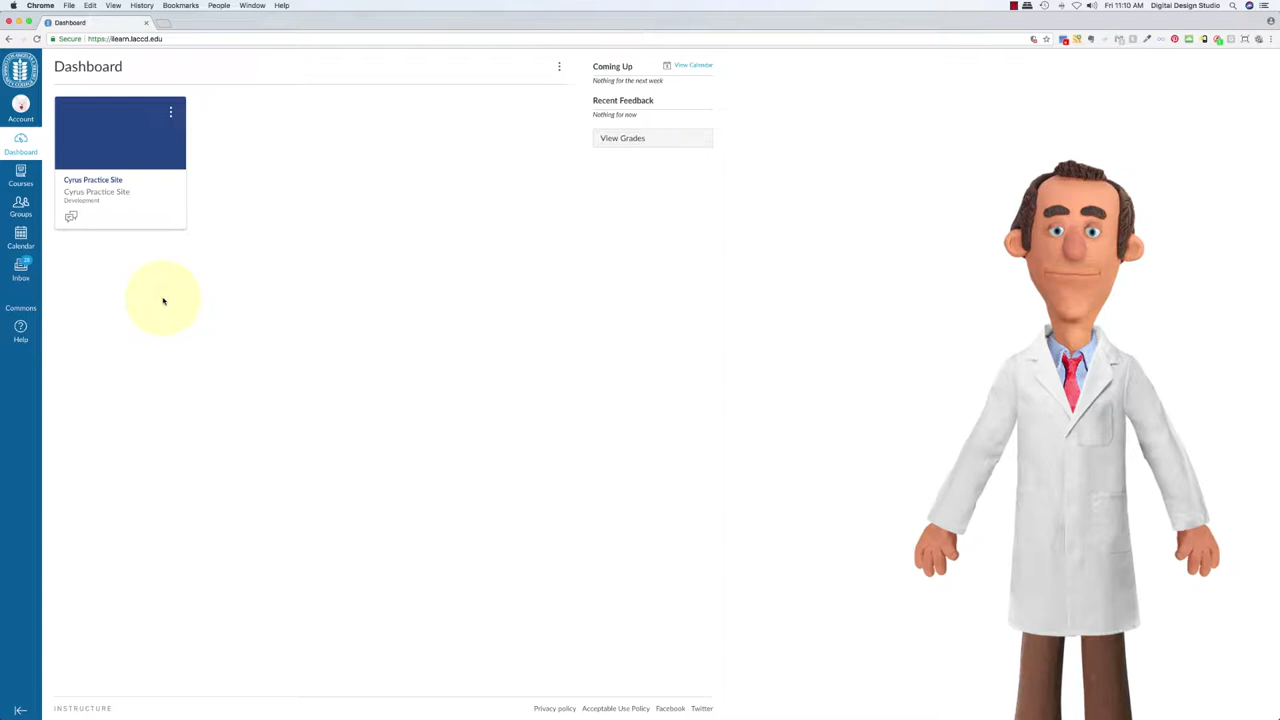 Chrome File Edit View History Bookmarks People Window Help
Fri 11:10 AM Digital Design Studio
Dashboard
Secure https://ilearn.laccd.edu
Dashboard
Account
Dashboard
Courses
Groups
Calendar
28
Inbox
Commons
Help
Cyrus Practice Site
Cyrus Practice Site
Development
Coming Up
View Calendar
Nothing for the next week
Recent Feedback
Nothing for now
View Grades
INSTRUCTURE
Privacy policy Acceptable Use Policy Facebook Twitter